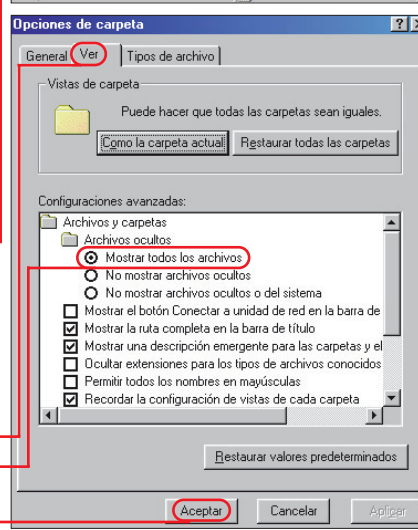 Opciones de carpeta
General Ver Tipos de archivo
Vistas de carpeta
Puede hacer que todas las carpetas sean iguales.
Como la carpeta actual Restaurar todas las carpetas
Configuraciones avanzadas:
Archivos y carpetas
Archivos ocultos
Mostrar todos los archivos
No mostrar archivos ocultos
No mostrar archivos ocultos o del sistema
Mostrar el botón Conectar a unidad de red en la barra de
Mostrar la ruta completa en la barra de título
Mostrar una descripción emergente para las carpetas y el
Ocultar extensiones para los tipos de archivos conocidos
Permitir todos los nombres en mayúsculas
Recordar la configuración de vistas de cada carpeta
Restaurar valores predeterminados
Aceptar Cancelar Aplicar